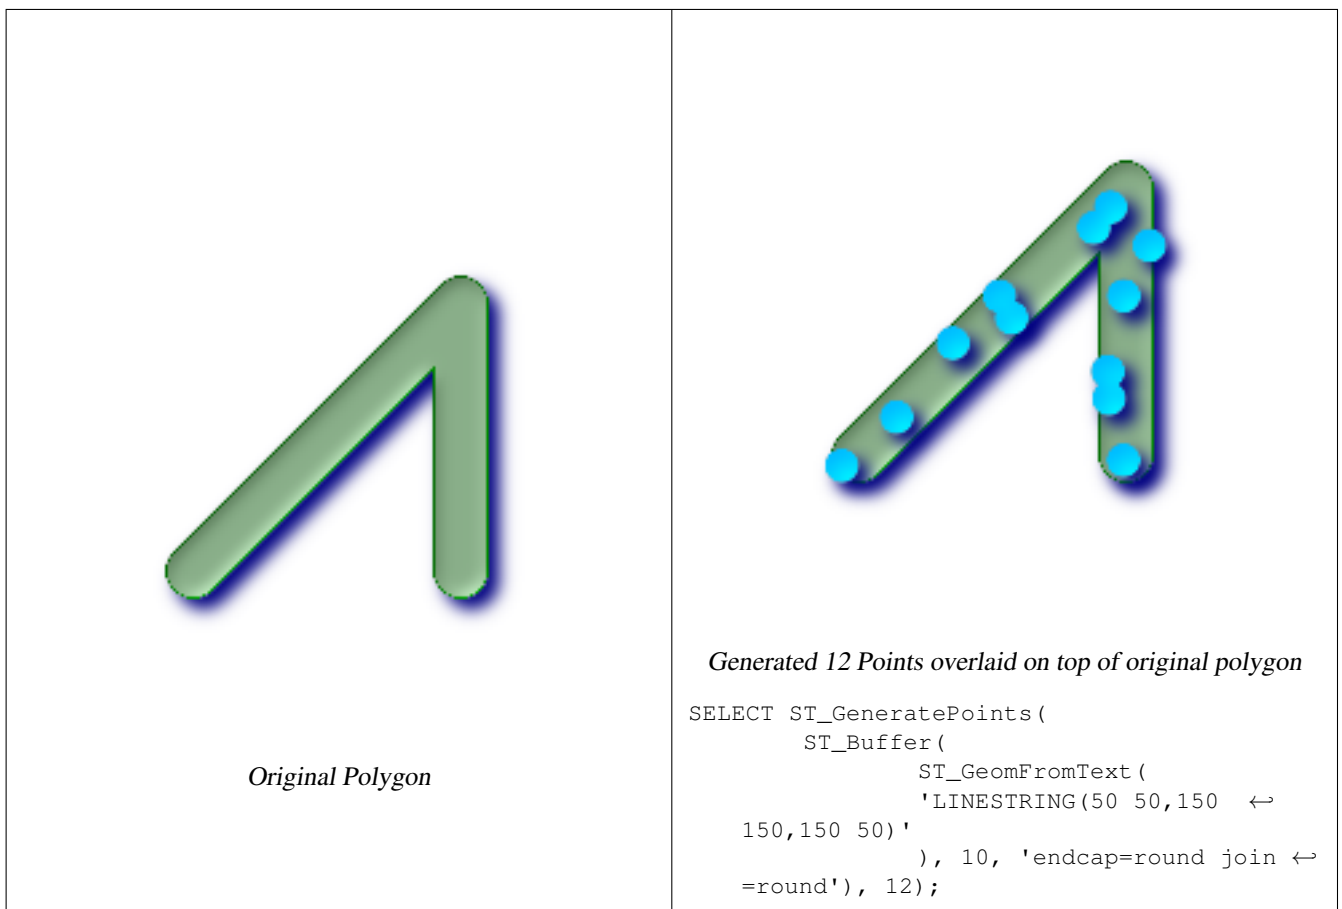 Original Polygon
Generated 12 Points overlaid on top of original polygon
SELECT ST_GeneratePoints(
ST_Buffer(
ST_GeomFromText(
'LINESTRING(50 50,150 ↩
150,150 50)'
), 10, 'endcap=round join ↩
=round'), 12);